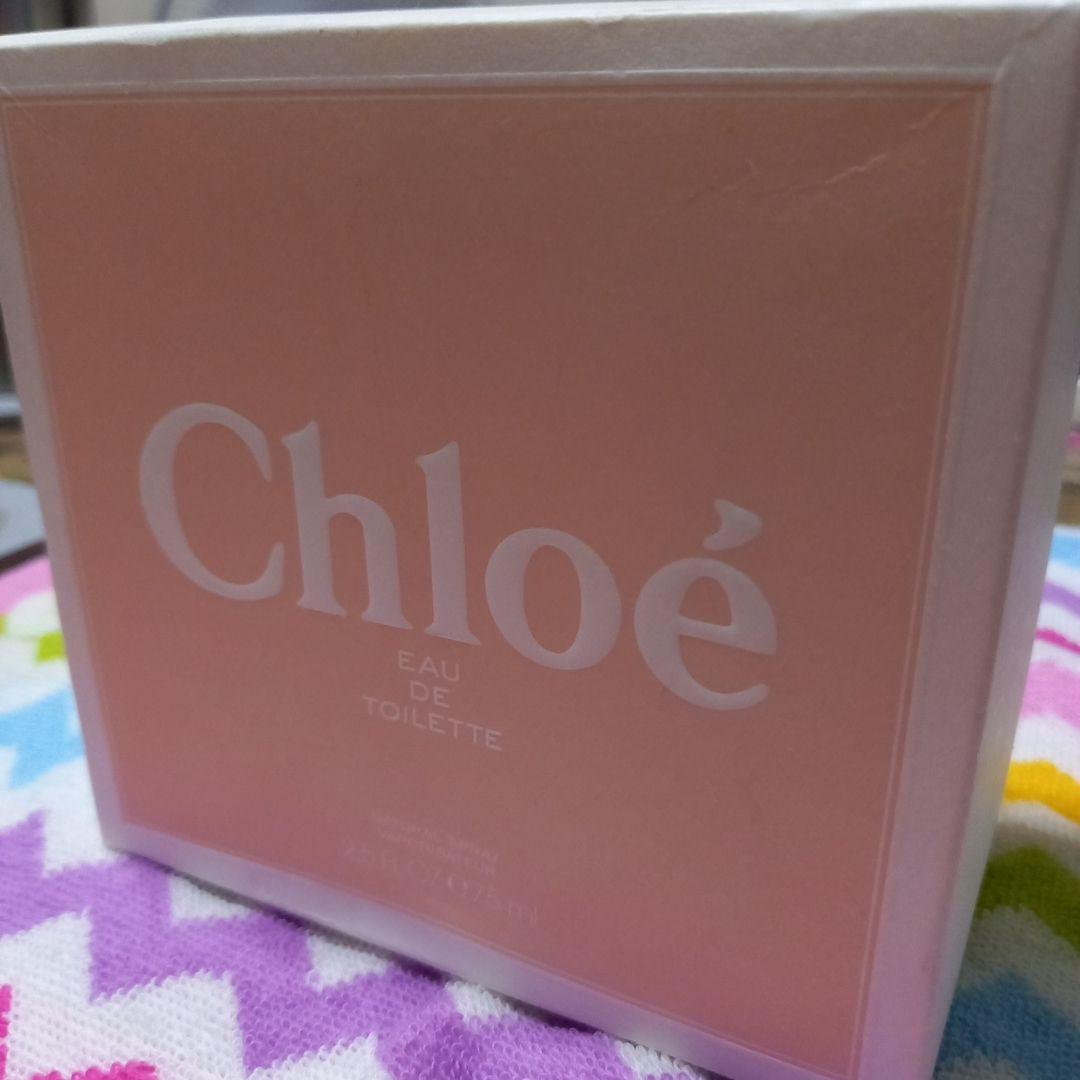 Chloé
EAU
DE
TOILETTE
NATURAL SPRAY
VAPORISATEUR
2.5 FL.OZ e 75 ml